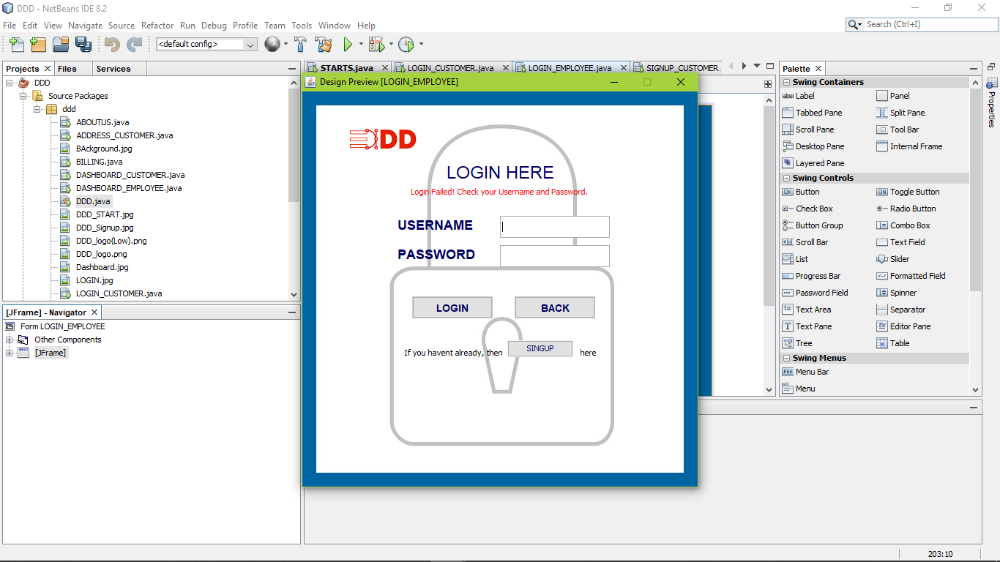 DDD - NetBeans IDE 8.2
File Edit View Navigate Source Refactor Run Debug Profile Team Tools Window Help
Search (Ctrl+I)
<default config>
Projects Files Services
DDD
Source Packages
ddd
ABOUTUS.java
ADDRESS_CUSTOMER.java
BAckground.jpg
BILLING.java
DASHBOARD_CUSTOMER.java
DASHBOARD_EMPLOYEE.java
DDD.java
DDD_START.jpg
DDD_Signup.jpg
DDD_logo(Low).png
DDD_logo.png
Dashboard.jpg
LOGIN.jpg
LOGIN_CUSTOMER.java
[JFrame] - Navigator
Form LOGIN_EMPLOYEE
Other Components
[JFrame]
STARTS.java LOGIN_CUSTOMER.java LOGIN_EMPLOYEE.java SIGNUP_CUSTOMER.
Design Preview [LOGIN_EMPLOYEE]
DDD
LOGIN HERE
Login Failed! Check your Username and Password.
USERNAME
PASSWORD
LOGIN BACK
If you havent already, then SINGUP here
Palette
Swing Containers
label Label Panel
Tabbed Pane Split Pane
Scroll Pane Tool Bar
Desktop Pane Internal Frame
Layered Pane
Swing Controls
OK Button ON Toggle Button
Check Box Radio Button
Button Group Combo Box
Scroll Bar Text Field
List Slider
Progress Bar Formatted Field
Password Field Spinner
Text Area Separator
Text Pane Editor Pane
Tree Table
Swing Menus
File Menu Bar
Menu
Properties
203:10